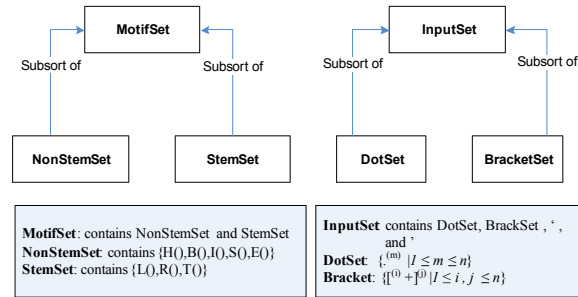 MotifSet
InputSet
Subsort of
Subsort of
Subsort of
Subsort of
NonStemSet
StemSet
DotSet
BracketSet
MotifSet: contains NonStemSet and StemSet
NonStemSet: contains {H(),B(),I(),S(),E()}
StemSet: contains {L(),R(),T()}
InputSet contains DotSet, BrackSet , ‘ ,
and ’
DotSet {.(m) |1 ≤ m ≤ n}
Bracket: {[(i) +](j) |1 ≤ i , j ≤ n}